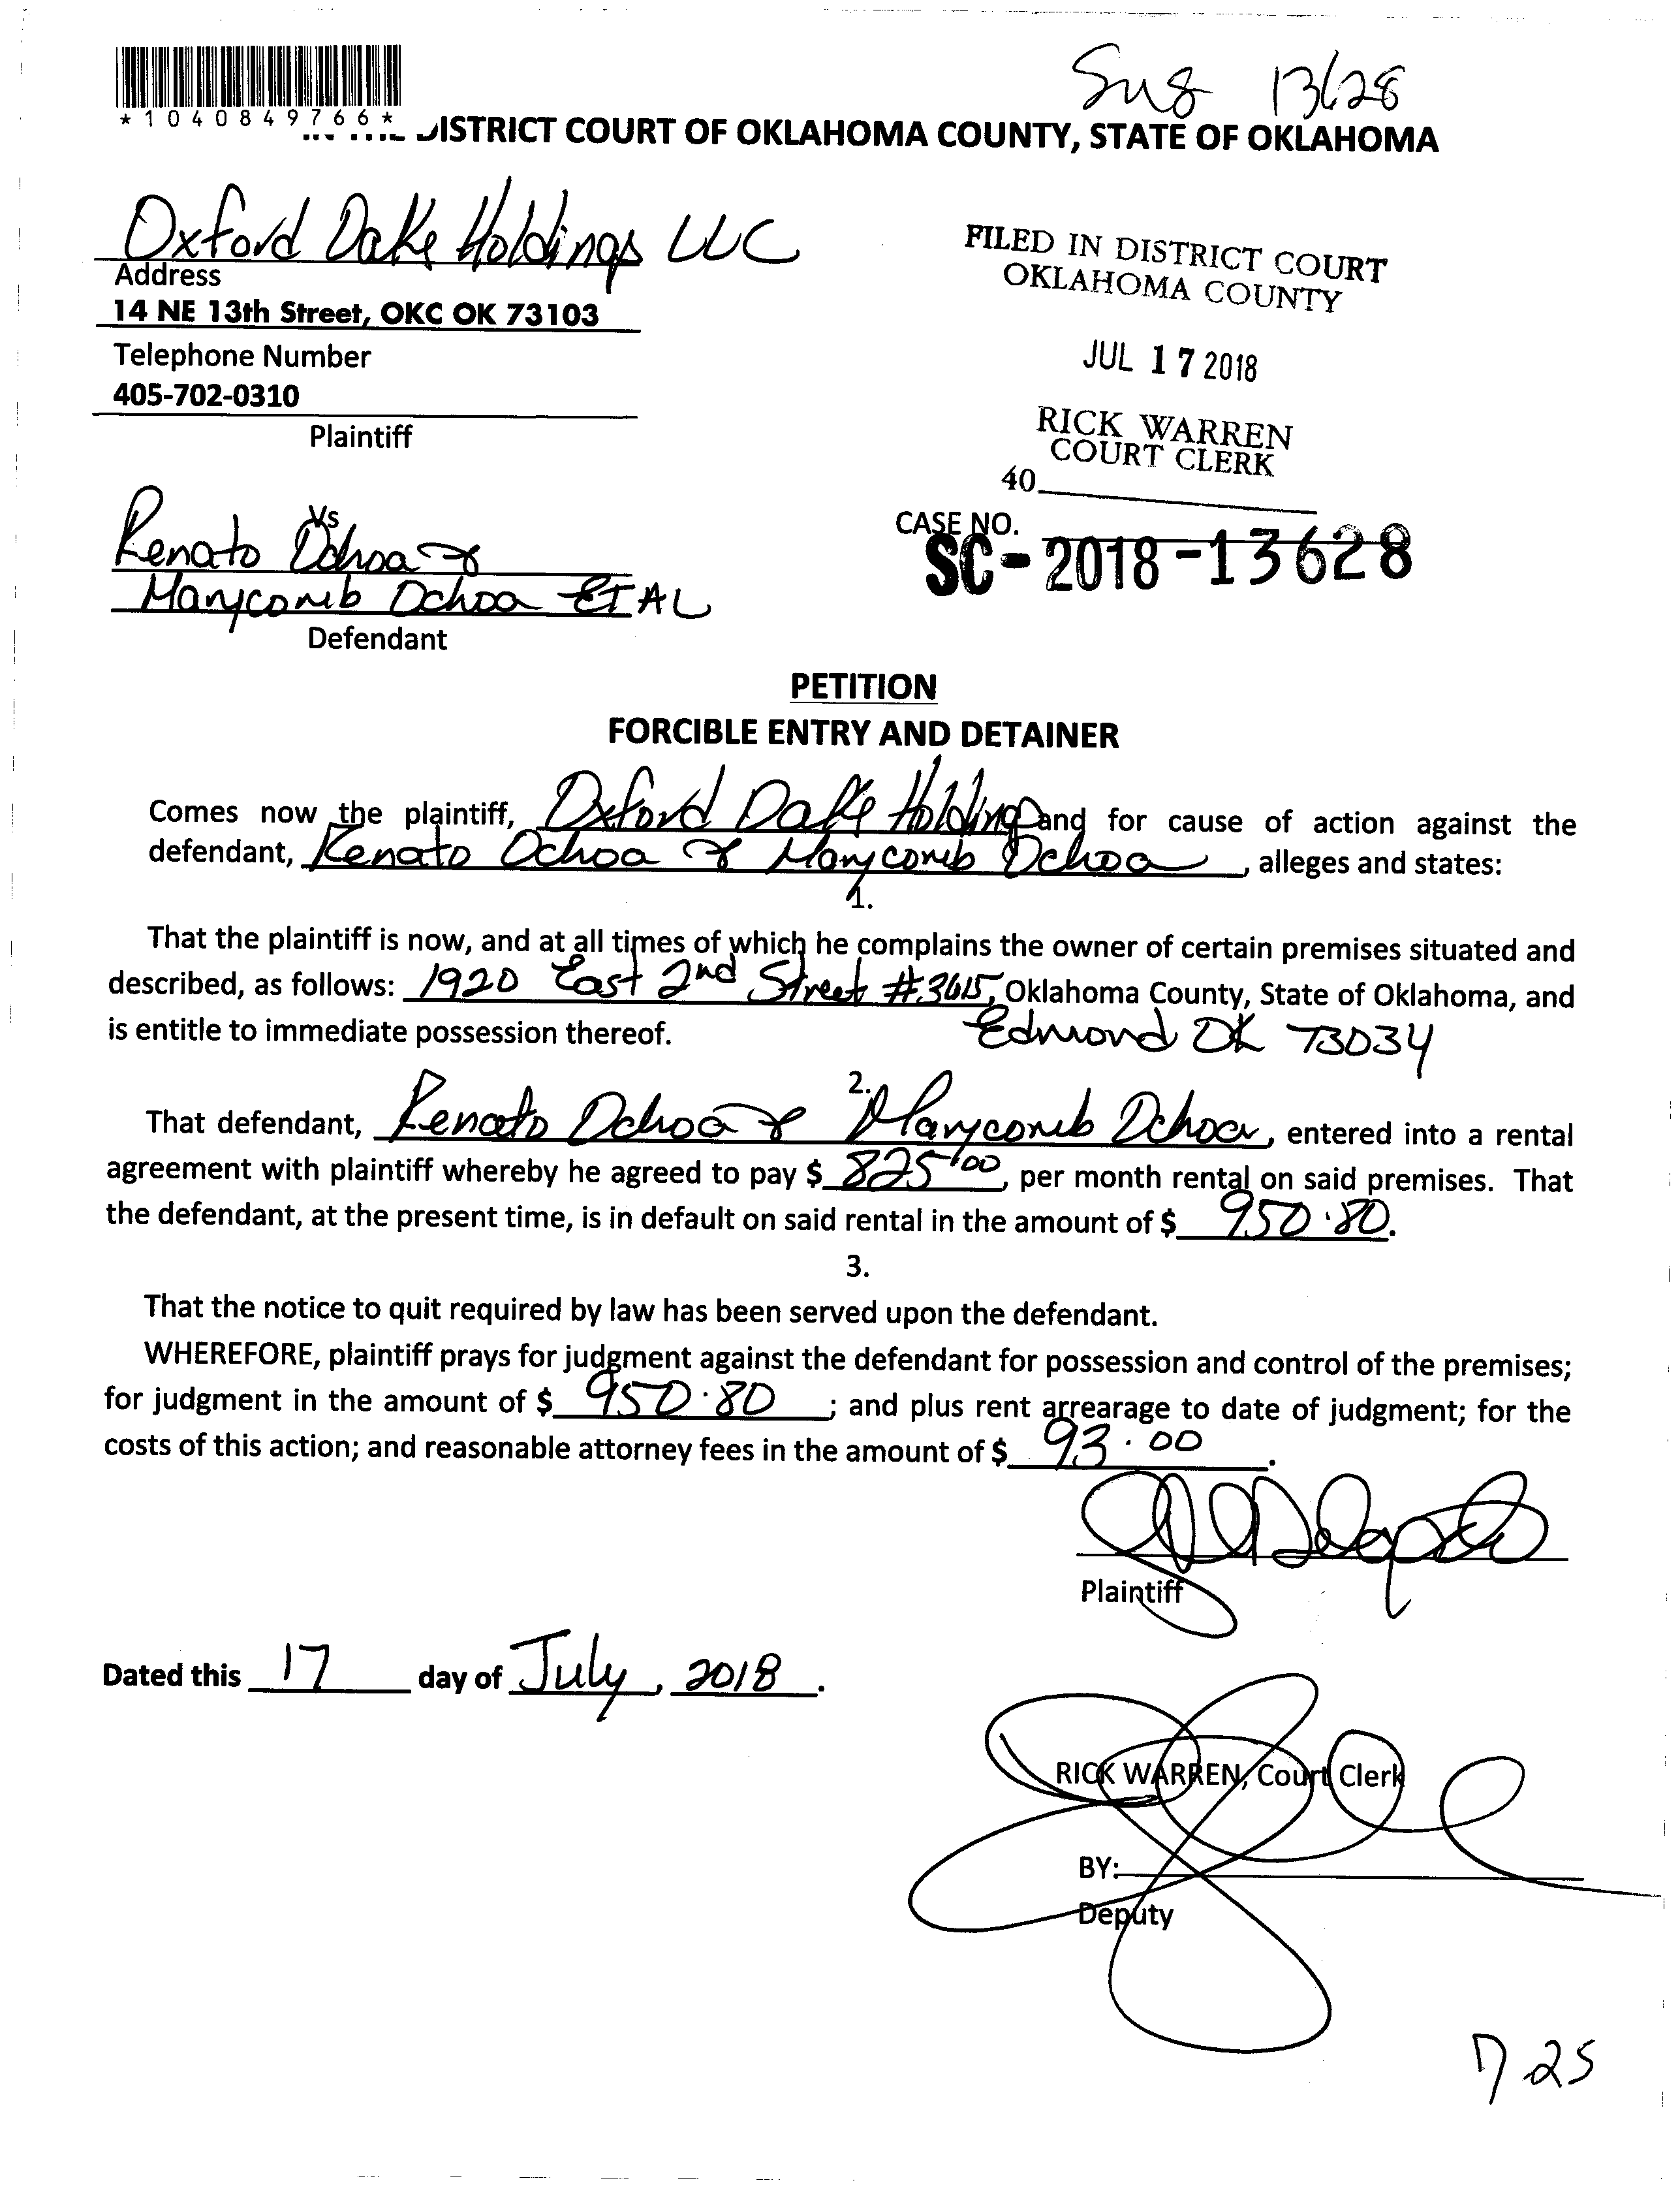 13628
*1040849766*
DISTRICT COURT OF OKLAHOMA COUNTY, STATE OF OKLAHOMA
Oxford Oake Holdings LLC
Address
14 NE 13th Street, OKC OK 73103
Telephone Number
405-702-0310
Plaintiff
FILED IN DISTRICT COURT
OKLAHOMA COUNTY
JUL 17 2018
RICK WARREN
COURT CLERK
40
Vs
Renato Ochoa &
Marycomb Ochoa ET AL
Defendant
CASE NO.
SC-2018-13628
PETITION
FORCIBLE ENTRY AND DETAINER
Comes now the plaintiff, Oxford Oake Holdings and for cause of action against the
defendant, Renato Ochoa & Marycomb Ochoa, alleges and states:
1.
That the plaintiff is now, and at all times of which he complains the owner of certain premises situated and
described, as follows: 1920 East 2nd Street #3615, Oklahoma County, State of Oklahoma, and
is entitle to immediate possession thereof. Edmond OK 73034
2.
That defendant, Renato Ochoa & Marycomb Ochoa, entered into a rental
agreement with plaintiff whereby he agreed to pay $ 825.00, per month rental on said premises. That
the defendant, at the present time, is in default on said rental in the amount of $ 950.80.
3.
That the notice to quit required by law has been served upon the defendant.
WHEREFORE, plaintiff prays for judgment against the defendant for possession and control of the premises;
for judgment in the amount of $ 950.80; and plus rent arrearage to date of judgment; for the
costs of this action; and reasonable attorney fees in the amount of $ 93.00.
Plaintiff
Dated this 17 day of July, 2018.
RICK WARREN, Court Clerk
BY:
Deputy
7 25